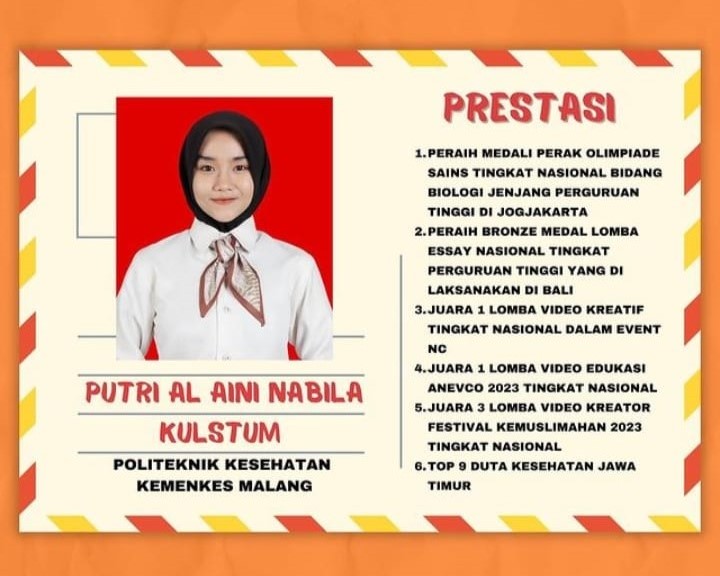 PUTRI AL AINI NABILA
KULSTUM
POLITEKNIK KESEHATAN
KEMENKES MALANG
PRESTASI
1. PERAIH MEDALI PERAK OLIMPIADE
SAINS TINGKAT NASIONAL BIDANG
BIOLOGI JENJANG PERGURUAN
TINGGI DI JOGJAKARTA
2. PERAIH BRONZE MEDAL LOMBA
ESSAY NASIONAL TINGKAT
PERGURUAN TINGGI YANG DI
LAKSANAKAN DI BALI
3. JUARA 1 LOMBA VIDEO KREATIF
TINGKAT NASIONAL DALAM EVENT
NC
4. JUARA 1 LOMBA VIDEO EDUKASI
ANEVCO 2023 TINGKAT NASIONAL
5. JUARA 3 LOMBA VIDEO KREATOR
FESTIVAL KEMUSLIMAHAN 2023
TINGKAT NASIONAL
6. TOP 9 DUTA KESEHATAN JAWA
TIMUR